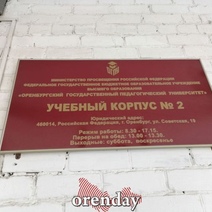 МИНИСТЕРСТВО ПРОСВЕЩЕНИЯ РОССИЙСКОЙ ФЕДЕРАЦИИ
ФЕДЕРАЛЬНОЕ ГОСУДАРСТВЕННОЕ БЮДЖЕТНОЕ ОБРАЗОВАТЕЛЬНОЕ УЧРЕЖДЕНИЕ
ВЫСШЕГО ОБРАЗОВАНИЯ
«ОРЕНБУРГСКИЙ ГОСУДАРСТВЕННЫЙ ПЕДАГОГИЧЕСКИЙ УНИВЕРСИТЕТ»
УЧЕБНЫЙ КОРПУС № 2
Юридический адрес:
460014, Российская Федерация, г. Оренбург, ул. Советская, 19
Режим работы: 8.30 - 17.15.
Перерыв на обед: 13.00 - 13.30.
Выходные: суббота, воскресенье
orenday